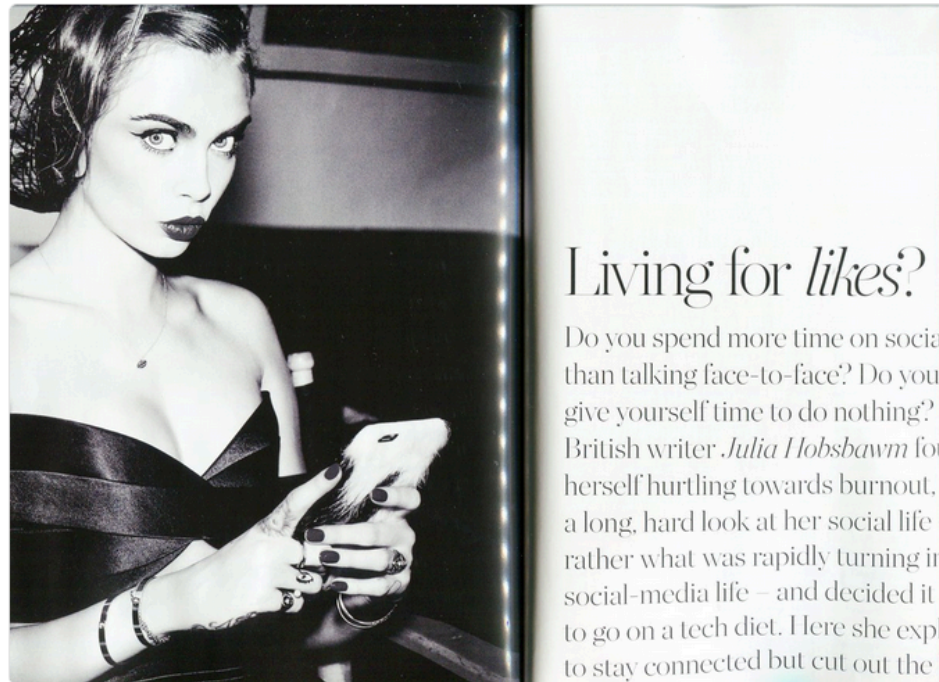 Living for likes?
Do you spend more time on socia
than talking face-to-face? Do you
give yourself time to do nothing?
British writer Julia Hobsbawm fou
herself hurtling towards burnout,
a long, hard look at her social life
rather what was rapidly turning in
social-media life – and decided it
to go on a tech diet. Here she expl
to stay connected but cut out the